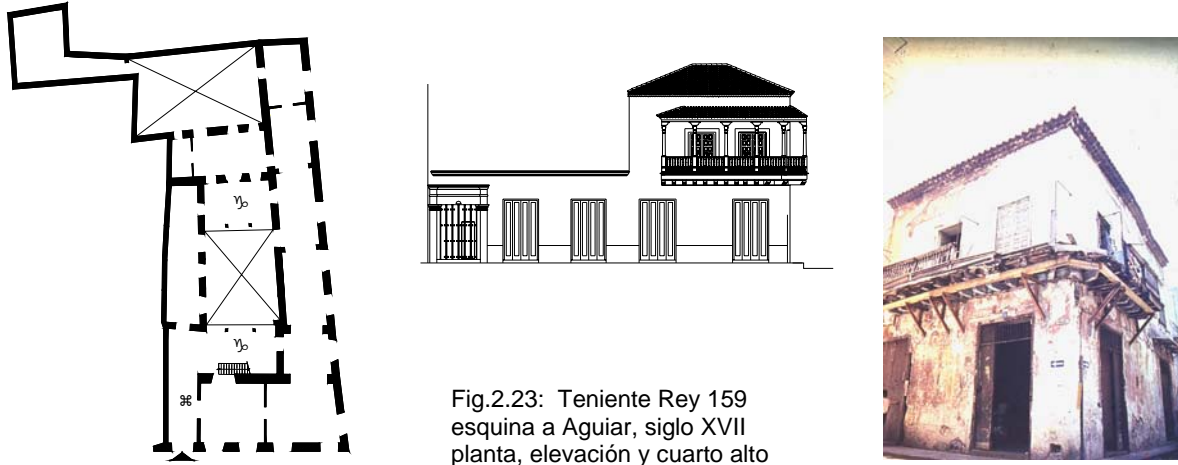 Fig.2.23: Teniente Rey 159
esquina a Aguiar, siglo XVII
planta, elevación y cuarto alto